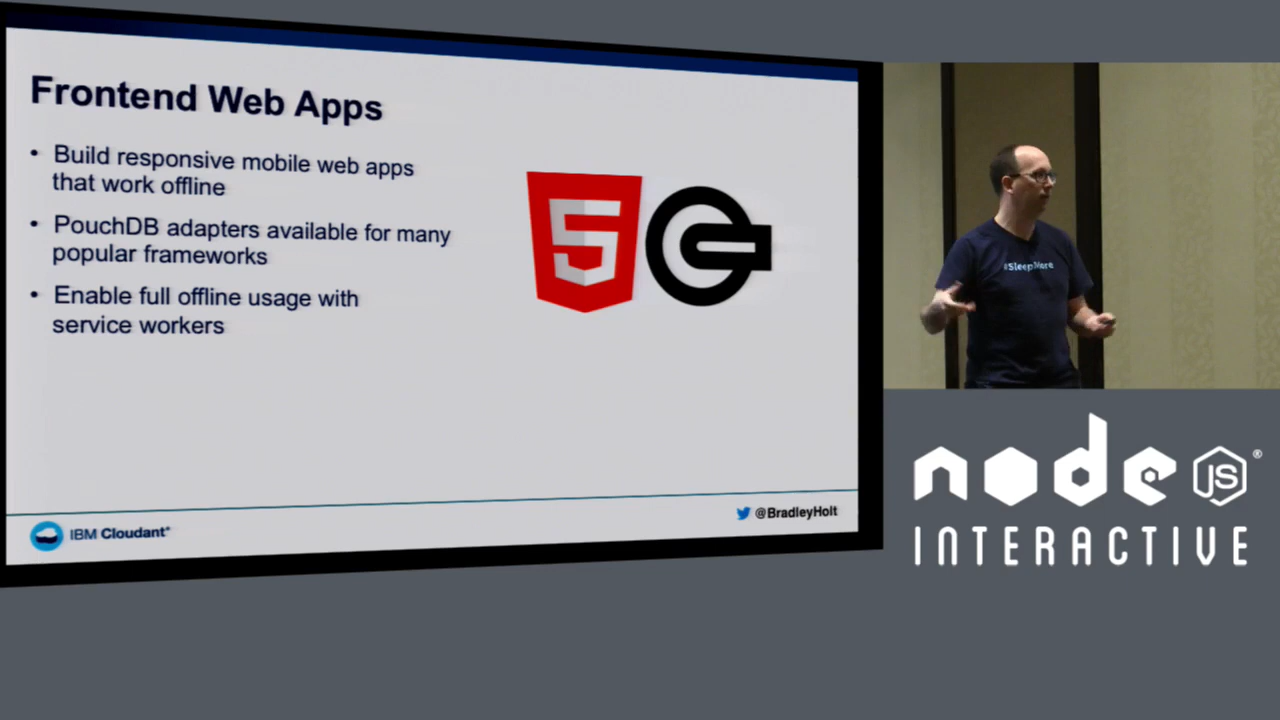 Frontend Web Apps
• Build responsive mobile web apps
that work offline
• PouchDB adapters available for many
popular frameworks
• Enable full offline usage with
service workers
5
IBM Cloudant®
@BradleyHolt
#SleepMore
node JS ®
INTERACTIVE